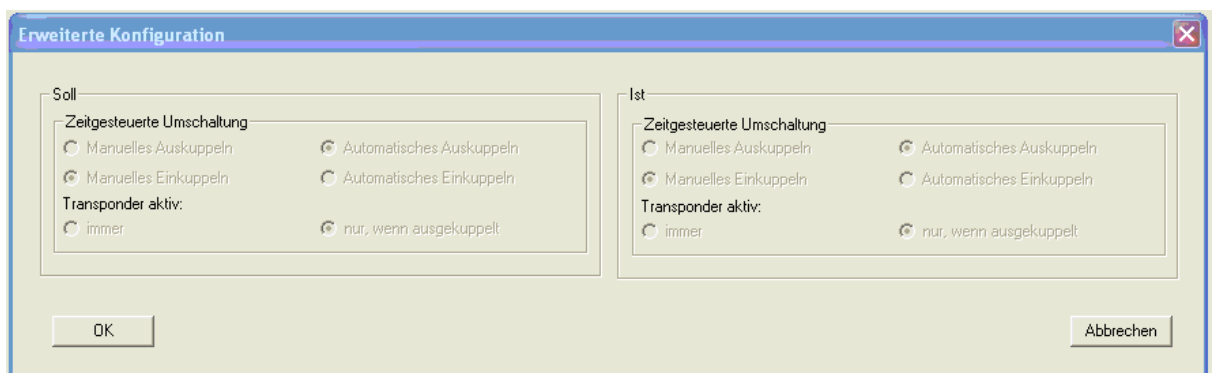 Erweiterte Konfiguration
Soll
Zeitgesteuerte Umschaltung
Manuelles Auskuppeln
Automatisches Auskuppeln
Manuelles Einkuppeln
Automatisches Einkuppeln
Transponder aktiv:
immer
nur, wenn ausgekuppelt
Ist
Zeitgesteuerte Umschaltung
Manuelles Auskuppeln
Automatisches Auskuppeln
Manuelles Einkuppeln
Automatisches Einkuppeln
Transponder aktiv:
immer
nur, wenn ausgekuppelt
OK
Abbrechen